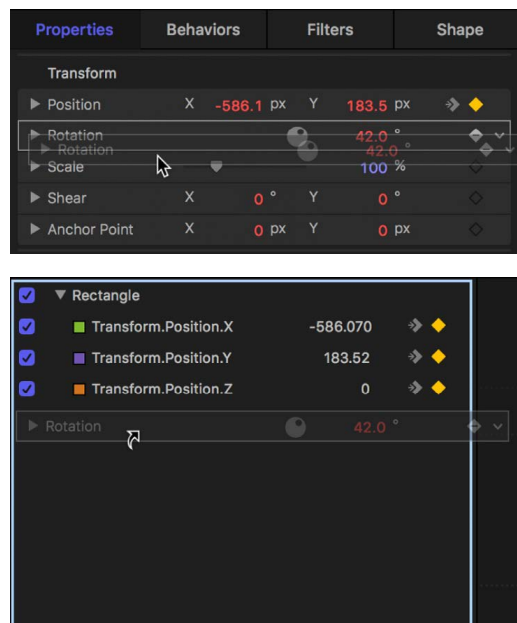 Properties Behaviors Filters Shape
Transform
Position X -586.1 px Y 183.5 px
Rotation 42.0 °
Rotation 42.0 °
Scale 100 %
Shear X 0 ° Y 0 °
Anchor Point X 0 px Y 0 px
Rectangle
Transform.Position.X -586.070
Transform.Position.Y 183.52
Transform.Position.Z 0
Rotation 42.0 °